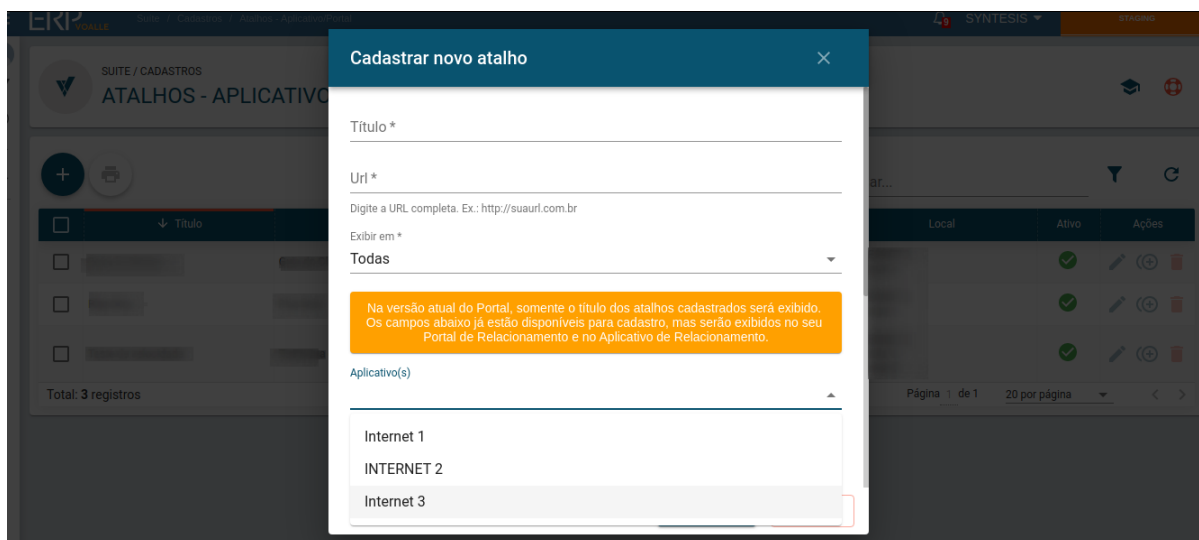 ERP VOALLE
Suite / Cadastros / Atalhos - Aplicativo/Portal
9
SYNTESIS
STAGING
SUITE / CADASTROS
ATALHOS - APLICATIVO
Cadastrar novo atalho
Título *
Url *
Digite a URL completa. Ex.: http://suaurl.com.br
Exibir em *
Todas
Na versão atual do Portal, somente o título dos atalhos cadastrados será exibido.
Os campos abaixo já estão disponíveis para cadastro, mas serão exibidos no seu
Portal de Relacionamento e no Aplicativo de Relacionamento.
Aplicativo(s)
Internet 1
INTERNET 2
Internet 3
ar...
Título
Local
Ativo
Ações
Total: 3 registros
Página 1 de 1
20 por página